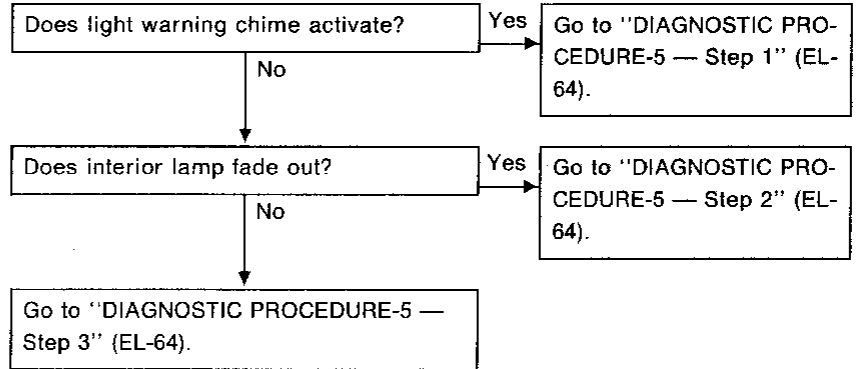 Does light warning chime activate?
Yes
Go to "DIAGNOSTIC PRO-
CEDURE-5 — Step 1" (EL-
64).
No
Does interior lamp fade out?
Yes
Go to "DIAGNOSTIC PRO-
CEDURE-5 — Step 2" (EL-
64).
No
Go to "DIAGNOSTIC PROCEDURE-5 —
Step 3" (EL-64).